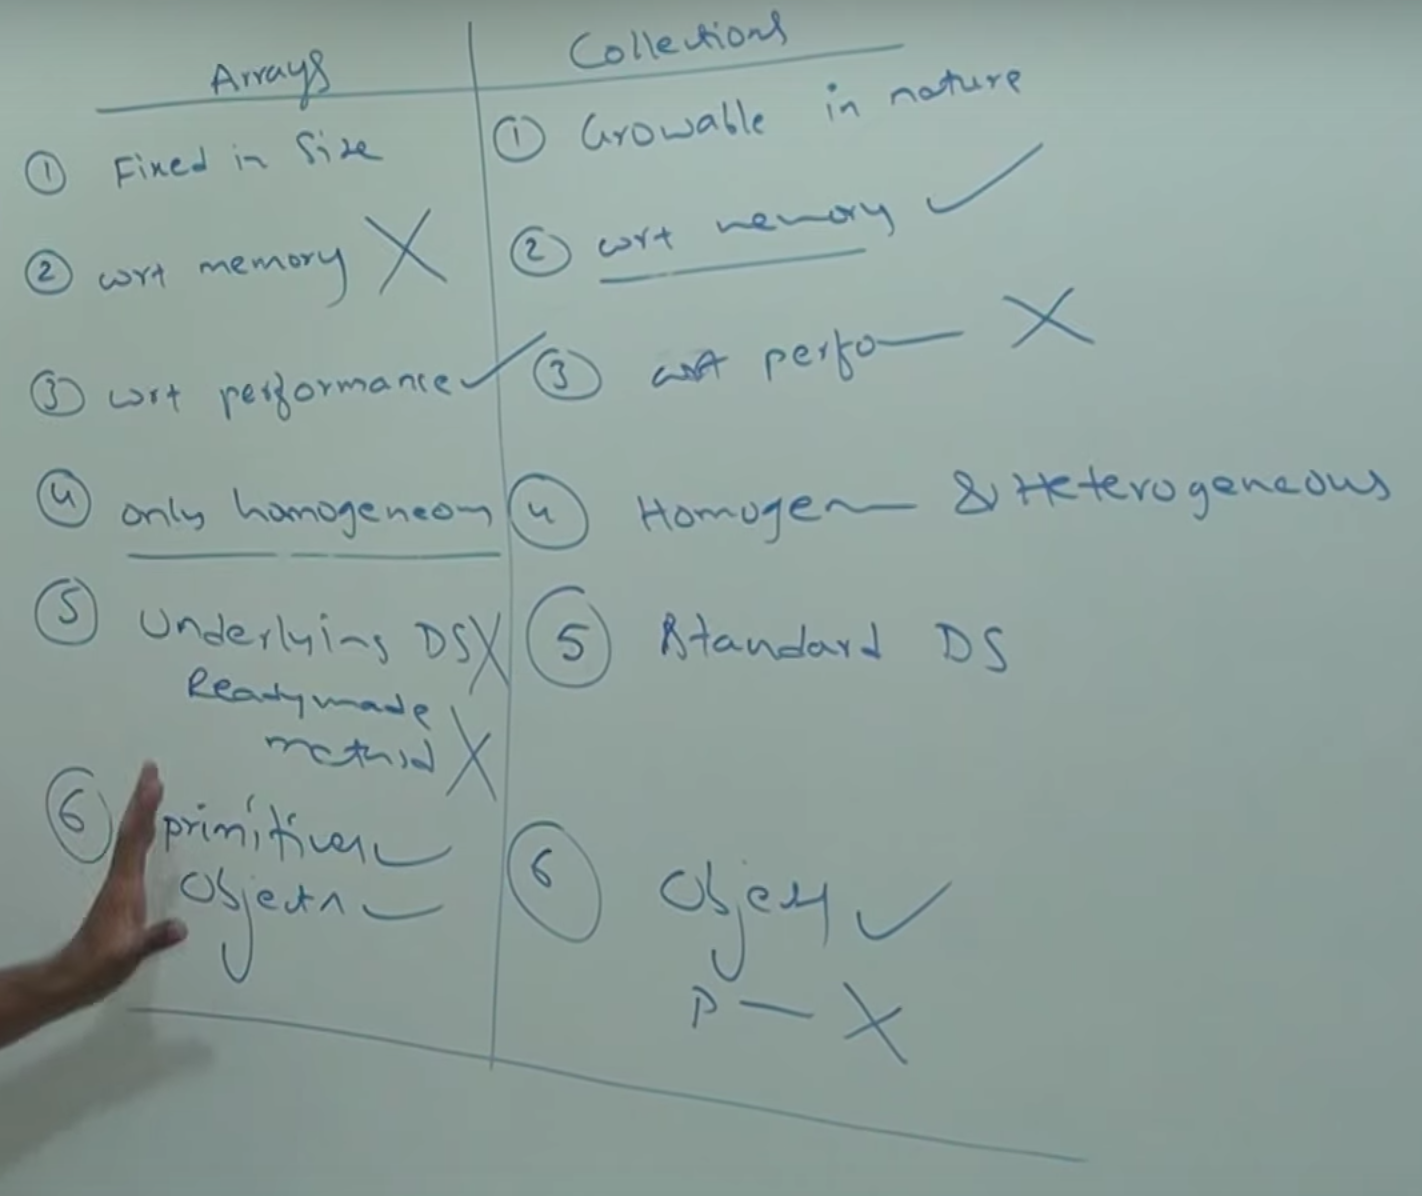 Arrays
① Fixed in Size
② wrt memory X
③ wrt performance ✓
④ only homogeneous
⑤ Underlying DS X
Readymade
method X
⑥ primitives ✓
Objects ✓
Collections
① Growable in nature
② wrt memory ✓
③ wrt perfo— X
④ Homogen— & Heterogeneous
⑤ Standard DS
⑥ Object ✓
P — X